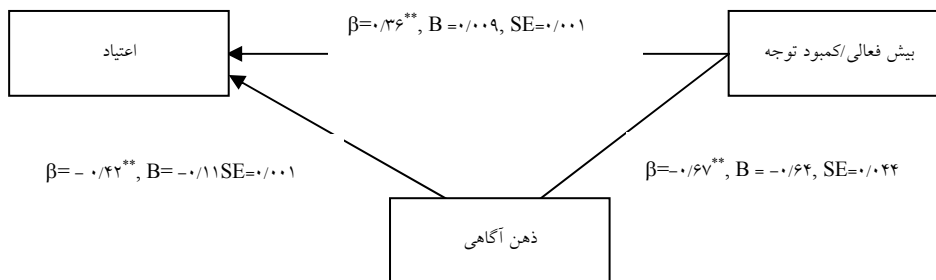 β=۰/۳۶**, B =۰/۰۰۹, SE=۰/۰۰۱
بیش فعالی/کمبود توجه
اعتیاد
β=-۰/۶۷**, B = -۰/۶۴, SE=۰/۰۴۴
β= - ۰/۴۲**, B= -۰/۱۱SE=۰/۰۰۱
ذهن آگاهی